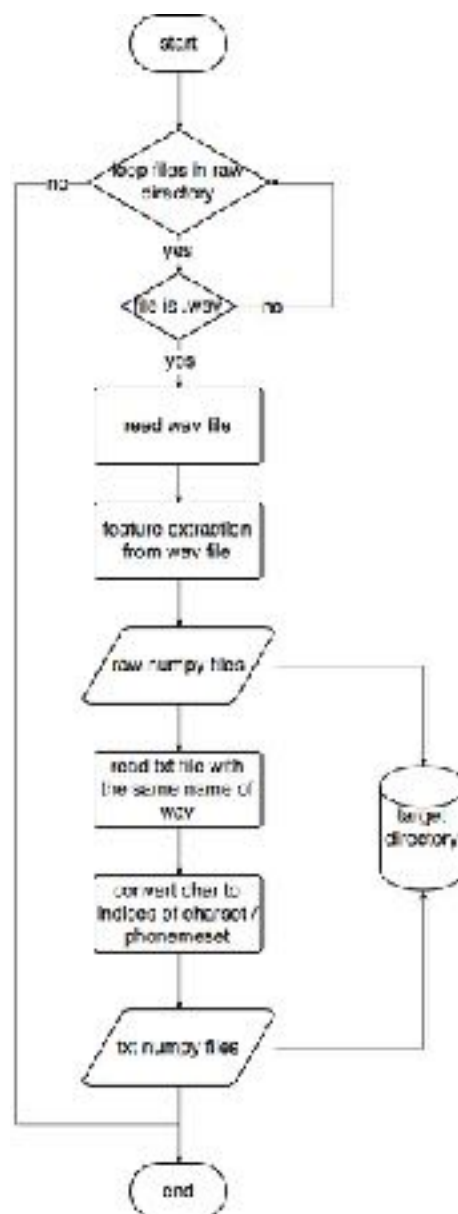 start
loop files in raw
directory
no
yes
file is .wav
no
yes
read wav file
feature extraction
from wav file
raw numpy files
read txt file with
the same name of
wav
target
directory
convert char to
indices of charset /
phonemeset
txt numpy files
end